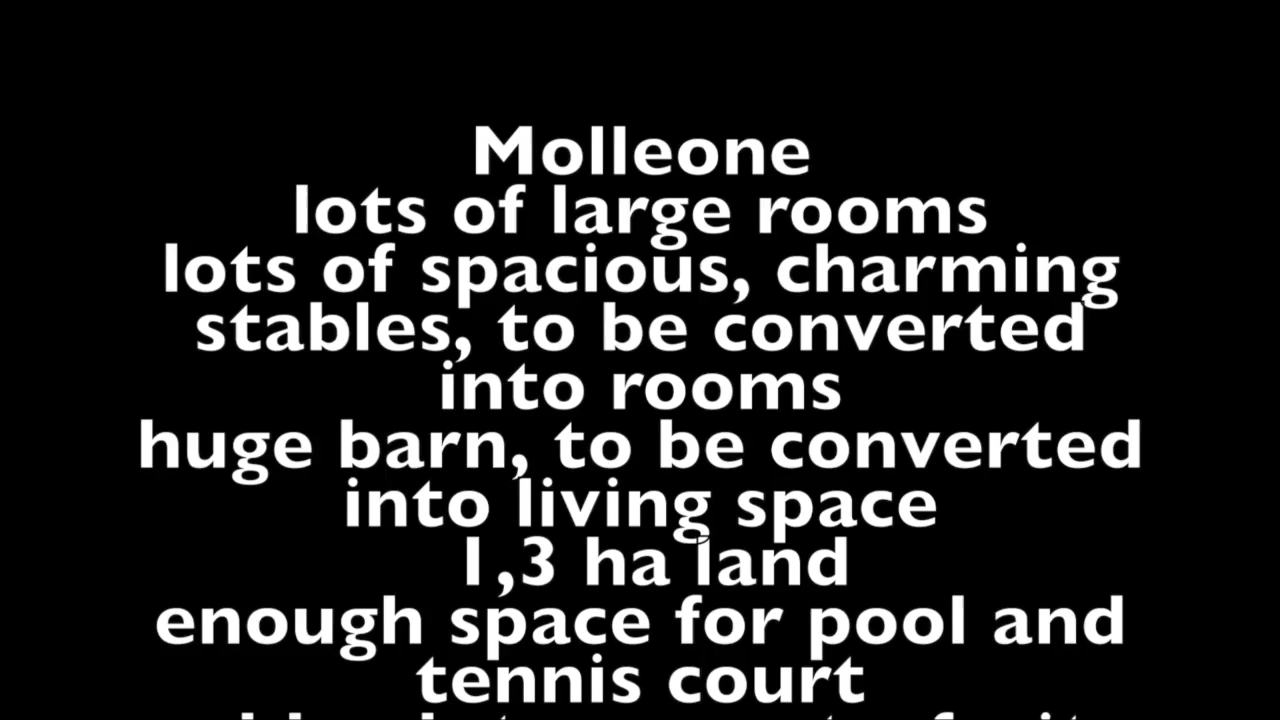 Molleone
lots of large rooms
lots of spacious, charming
stables, to be converted
into rooms
huge barn, to be converted
into living space
1,3 ha land
enough space for pool and
tennis court